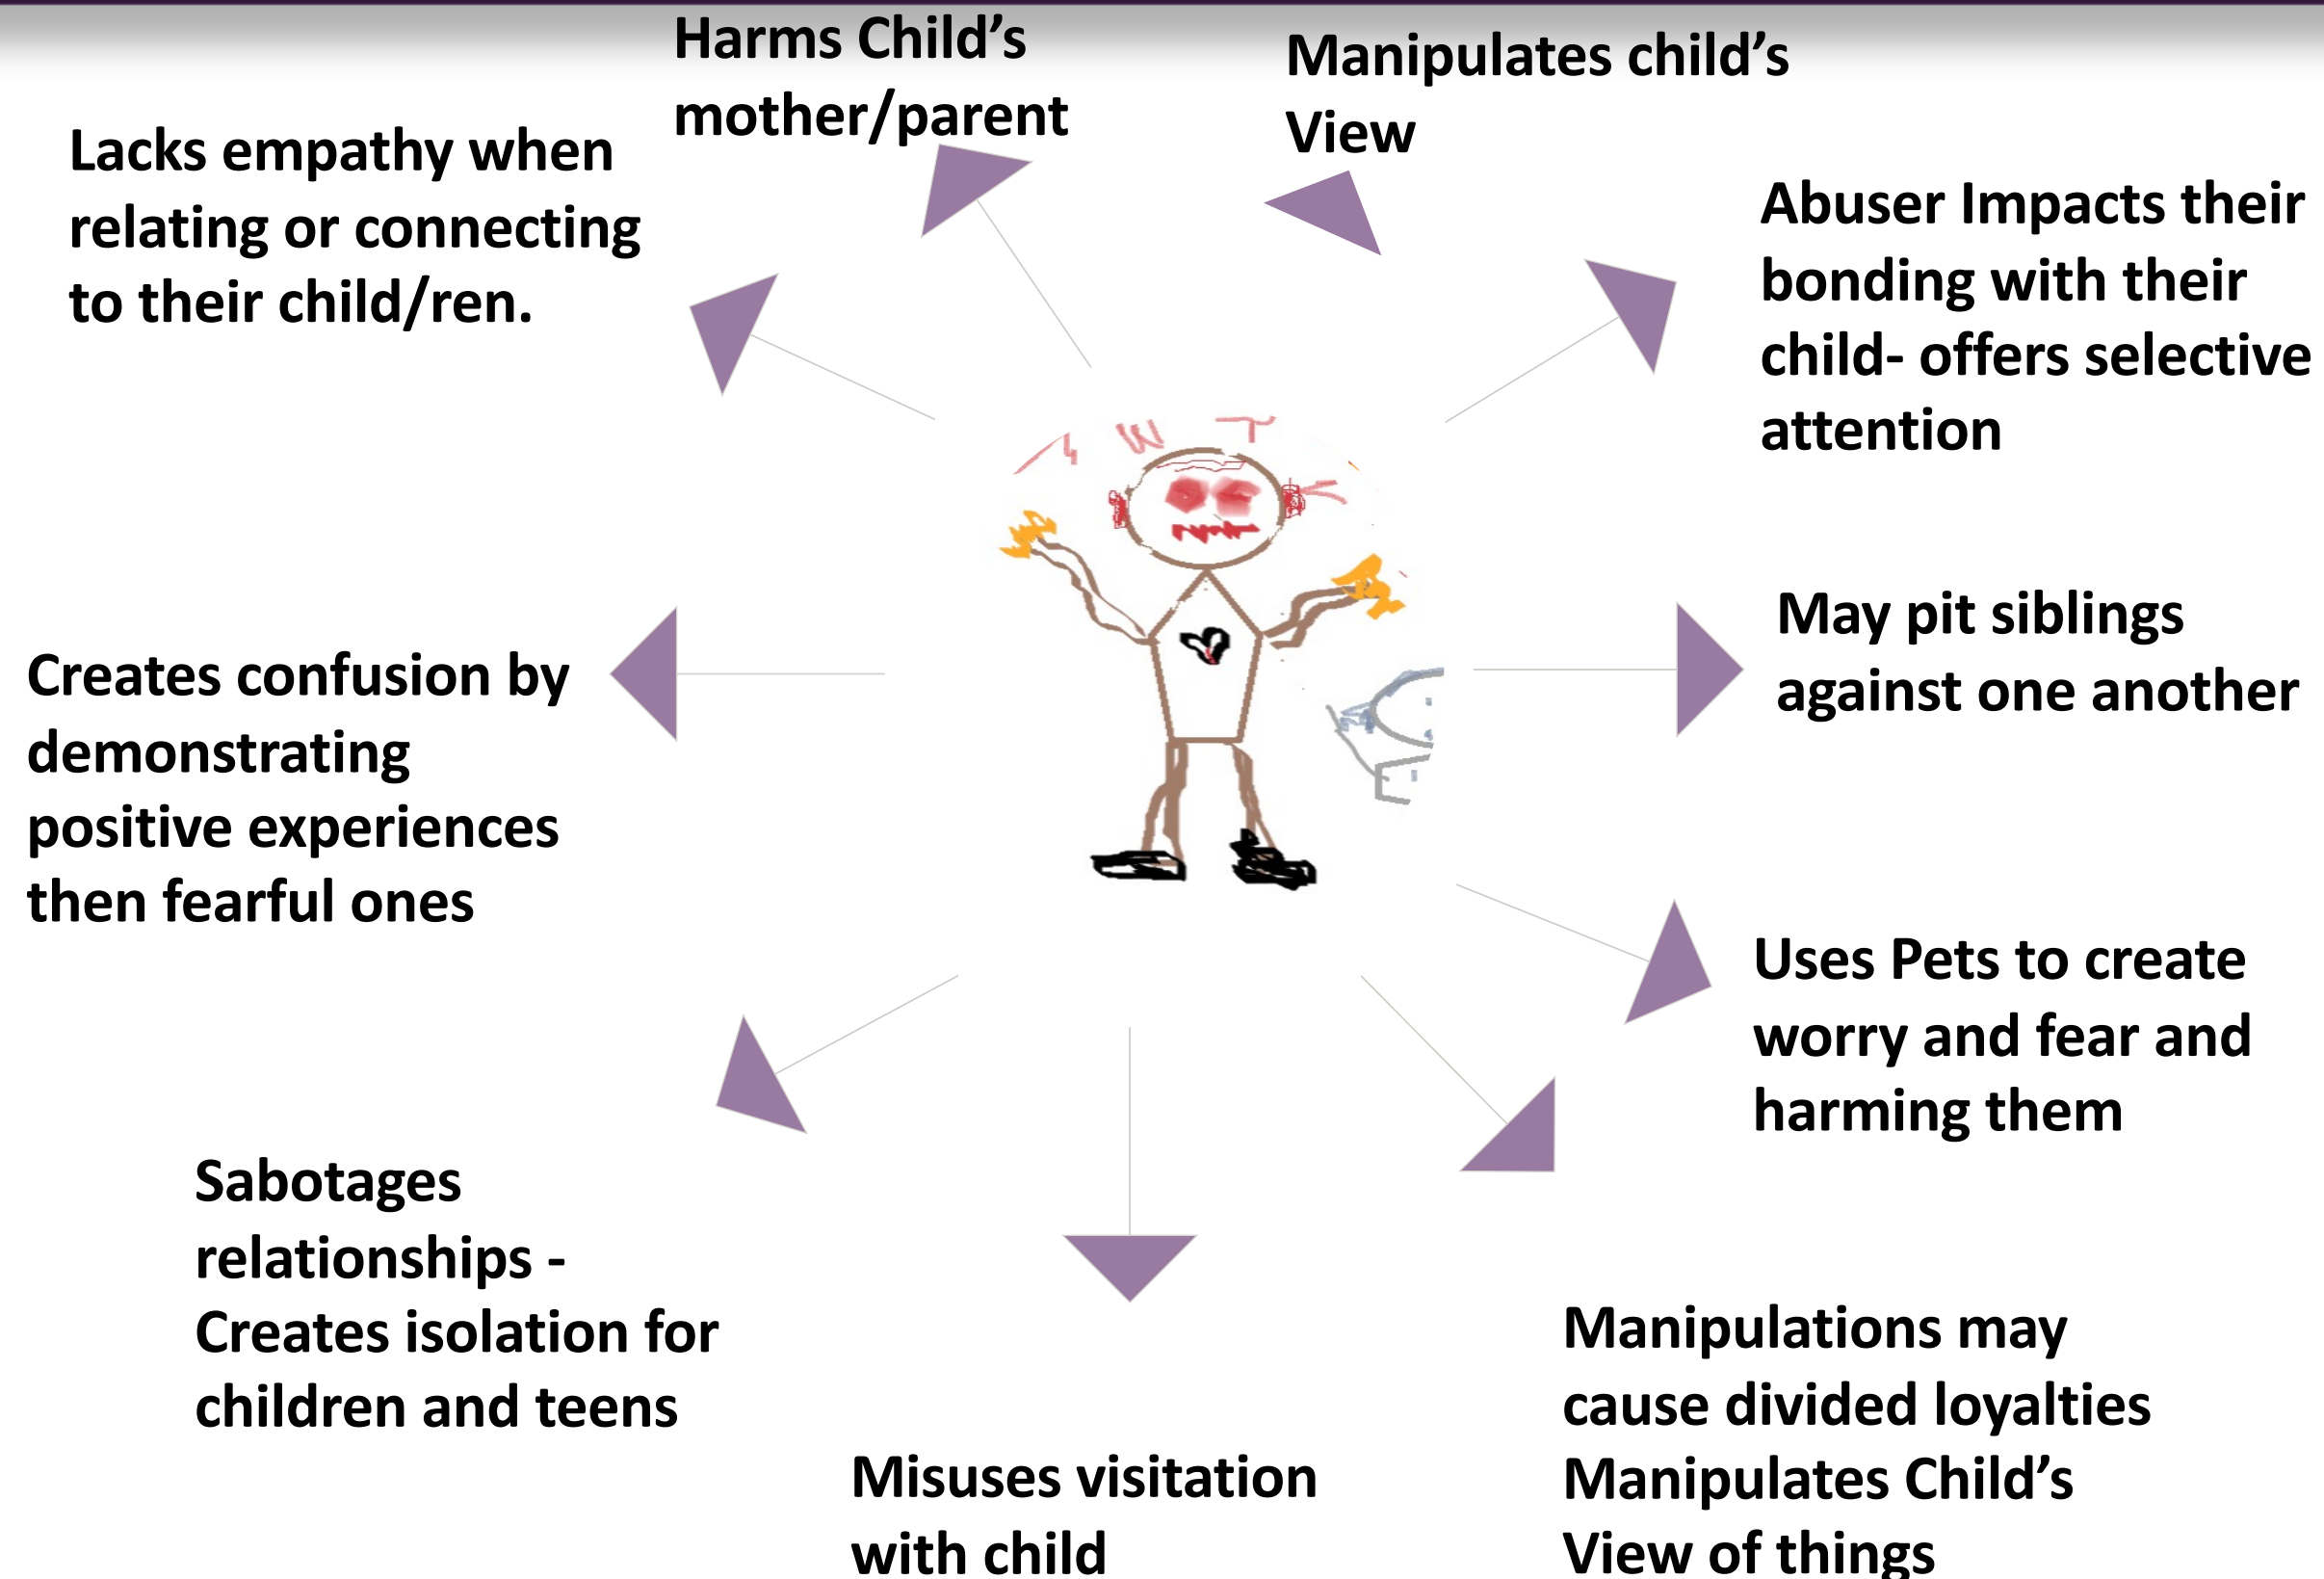 Harms Child’s
mother/parent
Manipulates child’s
View
Lacks empathy when
relating or connecting
to their child/ren.
Abuser Impacts their
bonding with their
child- offers selective
attention
May pit siblings
against one another
Creates confusion by
demonstrating
positive experiences
then fearful ones
Uses Pets to create
worry and fear and
harming them
Sabotages
relationships -
Creates isolation for
children and teens
Manipulations may
cause divided loyalties
Manipulates Child’s
View of things
Misuses visitation
with child